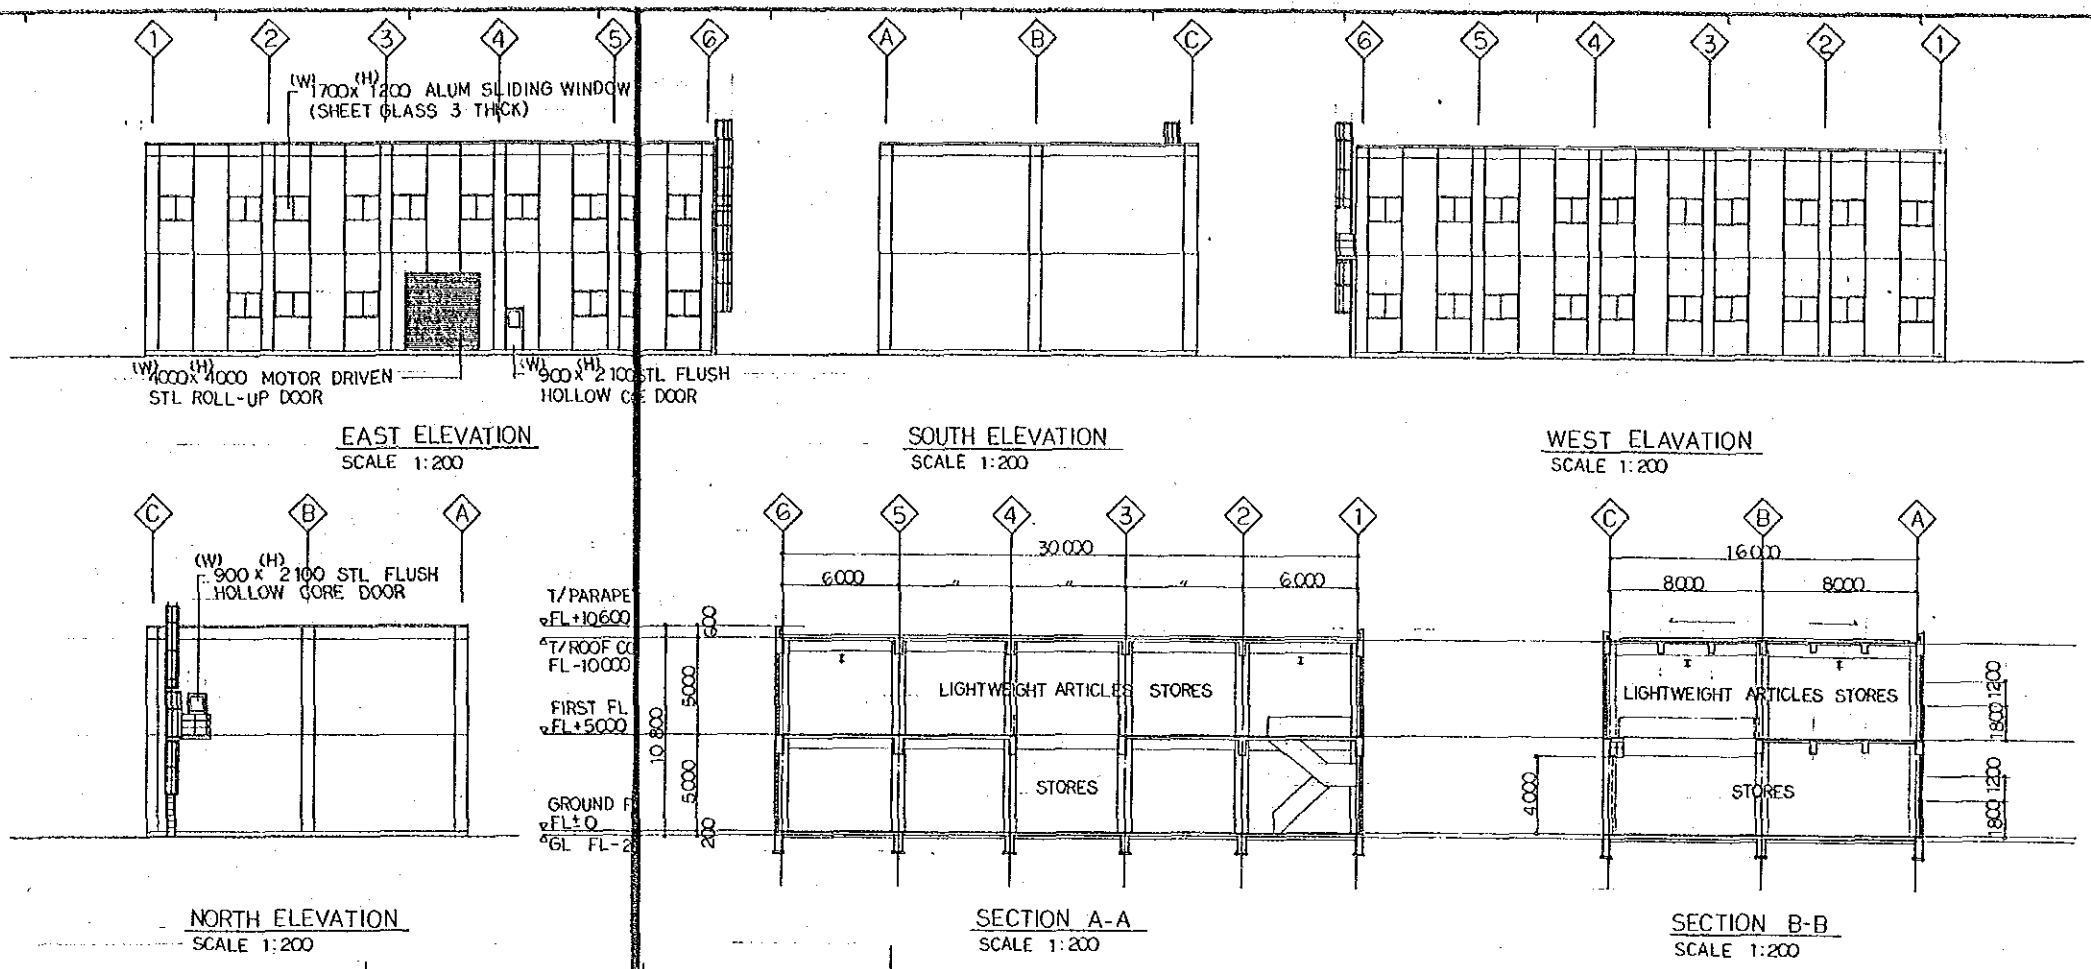 1 2 3 4 5 6
(W) (H)
1700x 1200 ALUM SLIDING WINDOW
(SHEET GLASS 3 THICK)
(W) (H)
4000x 4000 MOTOR DRIVEN
STL ROLL-UP DOOR
(W) (H)
900 x 2100 STL FLUSH
HOLLOW DOOR
EAST ELEVATION
SCALE 1:200
A B C
SOUTH ELEVATION
SCALE 1:200
6 5 4 3 2 1
WEST ELAVATION
SCALE 1:200
C B A
(W) (H)
900 x 2100 STL FLUSH
HOLLOW CORE DOOR
NORTH ELEVATION
SCALE 1:200
T/PARAPE
FL+10600
T/ROOF CO
FL-10000
FIRST FL
FL+5000
GROUND F
FL±0
GL FL-2
10 800
600
5000
5000
200
6 5 4 3 2 1
30 000
6000 " " " 6000
LIGHTWEIGHT ARTICLES STORES
STORES
SECTION A-A
SCALE 1:200
C B A
16000
8000 8000
LIGHTWEIGHT ARTICLES STORES
STORES
4000
1200
1800
1200
1800
SECTION B-B
SCALE 1:200